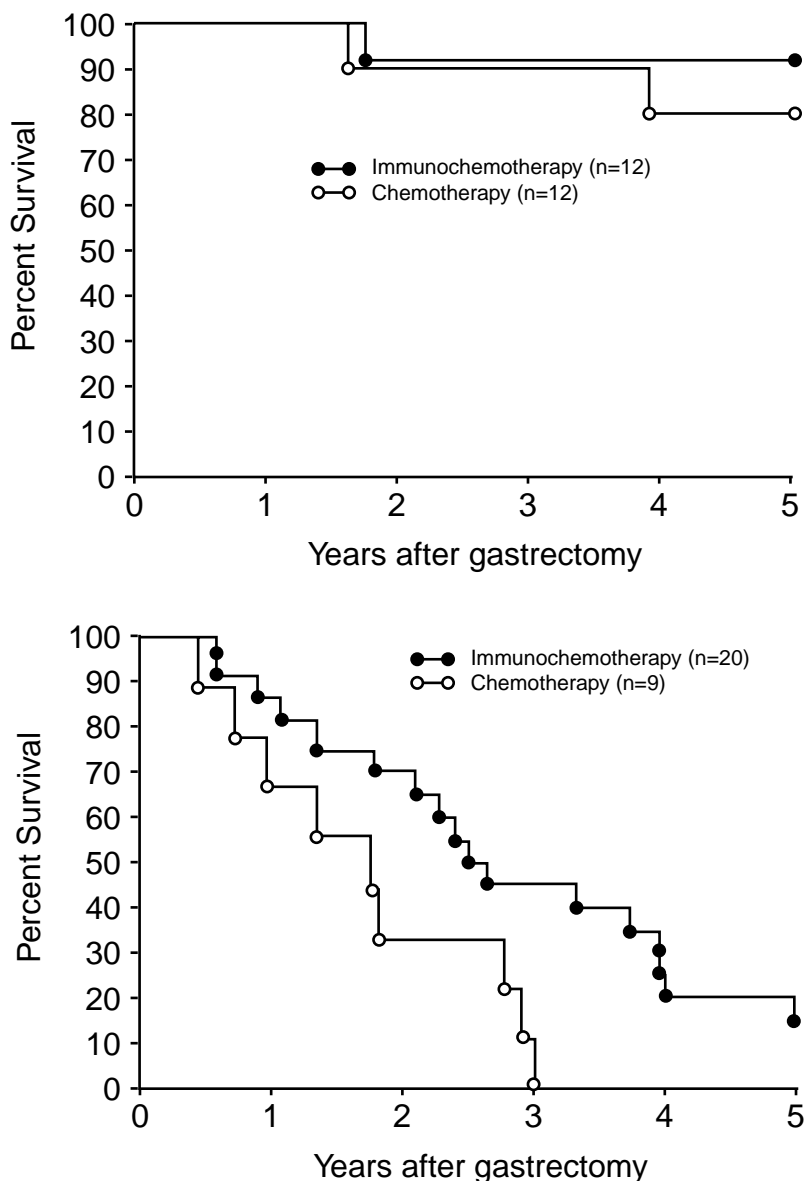 100
90
80
70
60
50
40
30
20
10
0
Percent Survival
Immunochemotherapy (n=12)
Chemotherapy (n=12)
0 1 2 3 4 5
Years after gastrectomy
100
90
80
70
60
50
40
30
20
10
0
Percent Survival
Immunochemotherapy (n=20)
Chemotherapy (n=9)
0 1 2 3 4 5
Years after gastrectomy